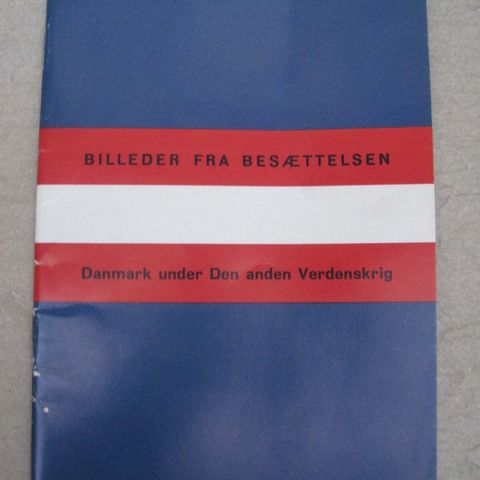 BILLEDER FRA BESÆTTELSEN
Danmark under Den anden Verdenskrig